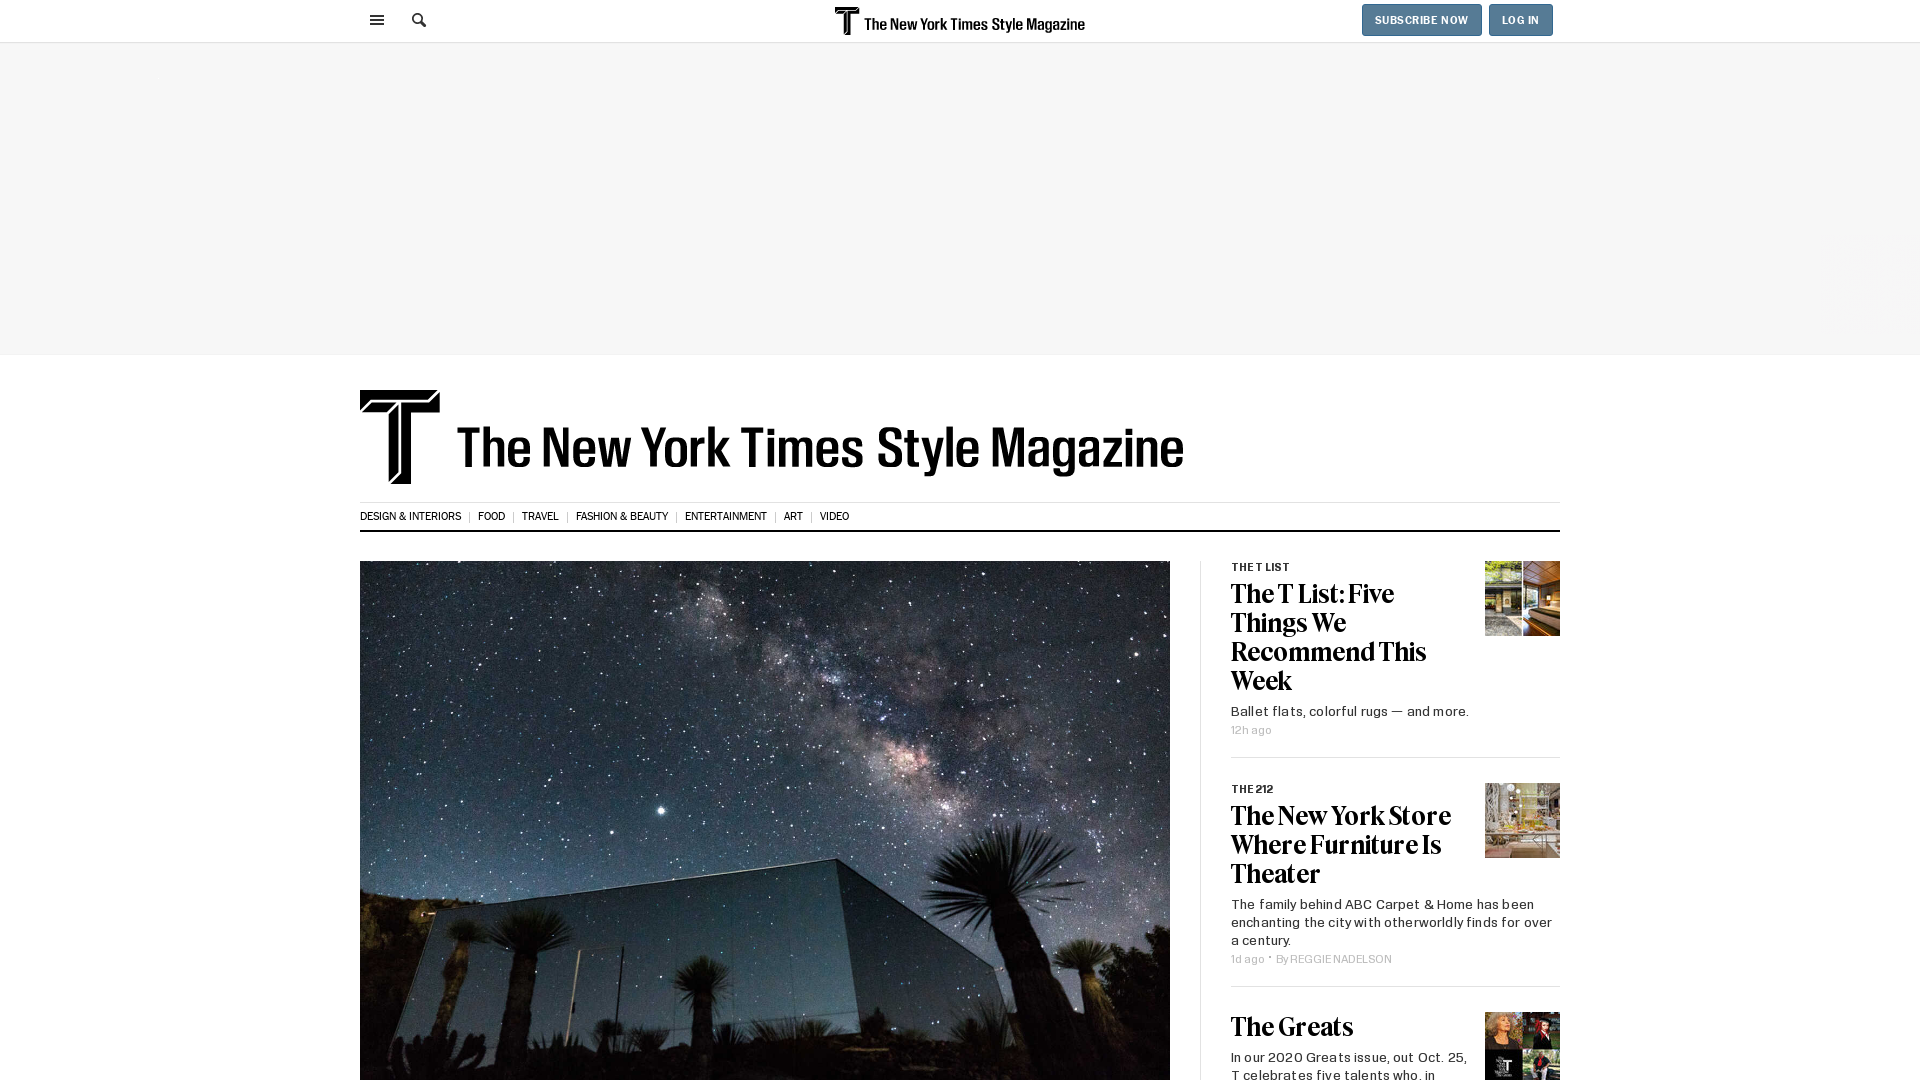 The New York Times Style Magazine
SUBSCRIBE NOW
LOG IN
The New York Times Style Magazine
DESIGN & INTERIORS
FOOD
TRAVEL
FASHION & BEAUTY
ENTERTAINMENT
ART
VIDEO
THE T LIST
The T List: Five
Things We
Recommend This
Week
Ballet flats, colorful rugs — and more.
12h ago
THE 212
The New York Store
Where Furniture Is
Theater
The family behind ABC Carpet & Home has been
enchanting the city with otherworldly finds for over
a century.
1d ago · By REGGIE NADELSON
The Greats
In our 2020 Greats issue, out Oct. 25,
T celebrates five talents who, in